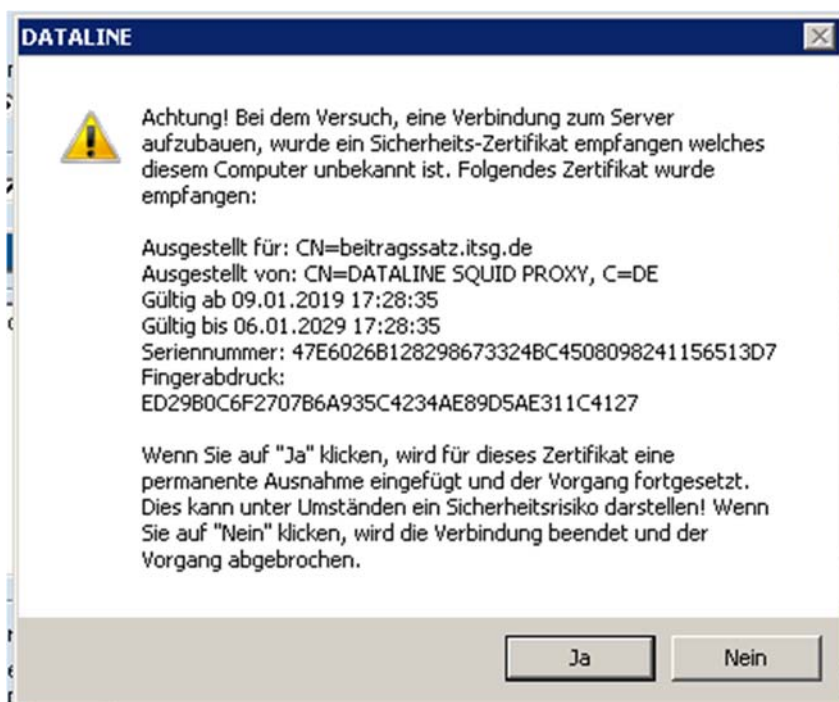 DATALINE
Achtung! Bei dem Versuch, eine Verbindung zum Server
aufzubauen, wurde ein Sicherheits-Zertifikat empfangen welches
diesem Computer unbekannt ist. Folgendes Zertifikat wurde
empfangen:
Ausgestellt für: CN=beitragssatz.itsg.de
Ausgestellt von: CN=DATALINE SQUID PROXY, C=DE
Gültig ab 09.01.2019 17:28:35
Gültig bis 06.01.2029 17:28:35
Seriennummer: 47E6026B128298673324BC4508098241156513D7
Fingerabdruck:
ED29B0C6F2707B6A935C4234AE89D5AE311C4127
Wenn Sie auf "Ja" klicken, wird für dieses Zertifikat eine
permanente Ausnahme eingefügt und der Vorgang fortgesetzt.
Dies kann unter Umständen ein Sicherheitsrisiko darstellen! Wenn
Sie auf "Nein" klicken, wird die Verbindung beendet und der
Vorgang abgebrochen.
Ja
Nein